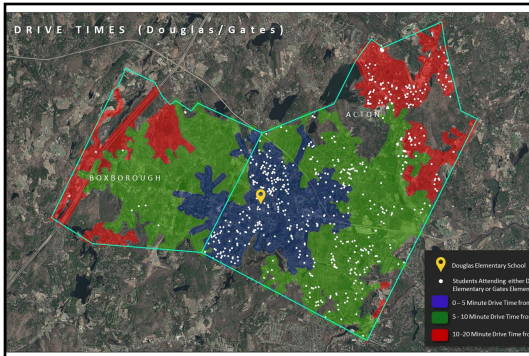 DRIVE TIMES (Douglas/Gates)
ACTON
BOXBOROUGH
Douglas Elementary School
Students Attending either D
Elementary or Gates Elemen
0 – 5 Minute Drive Time from
5 - 10 Minute Drive Time fro
10 -20 Minute Drive Time fro